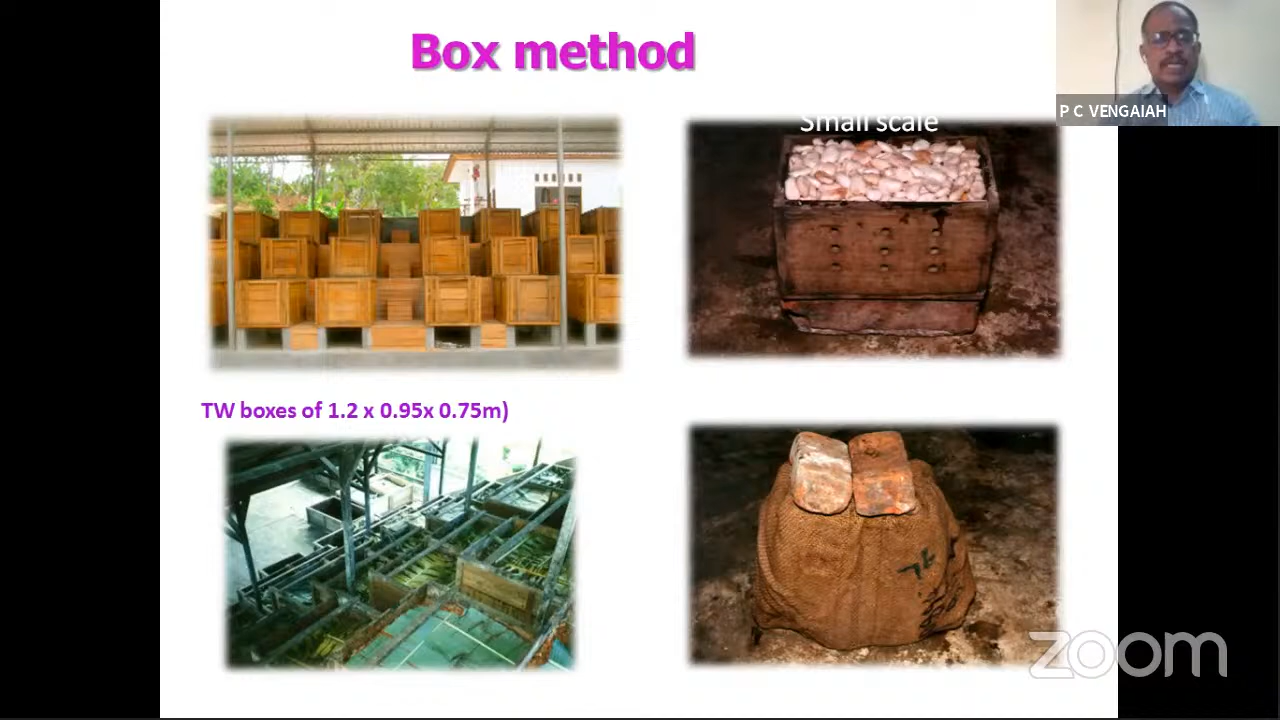 Box method
P C VENGAIAH
Small scale
TW boxes of 1.2 x 0.95x 0.75m)
zoom